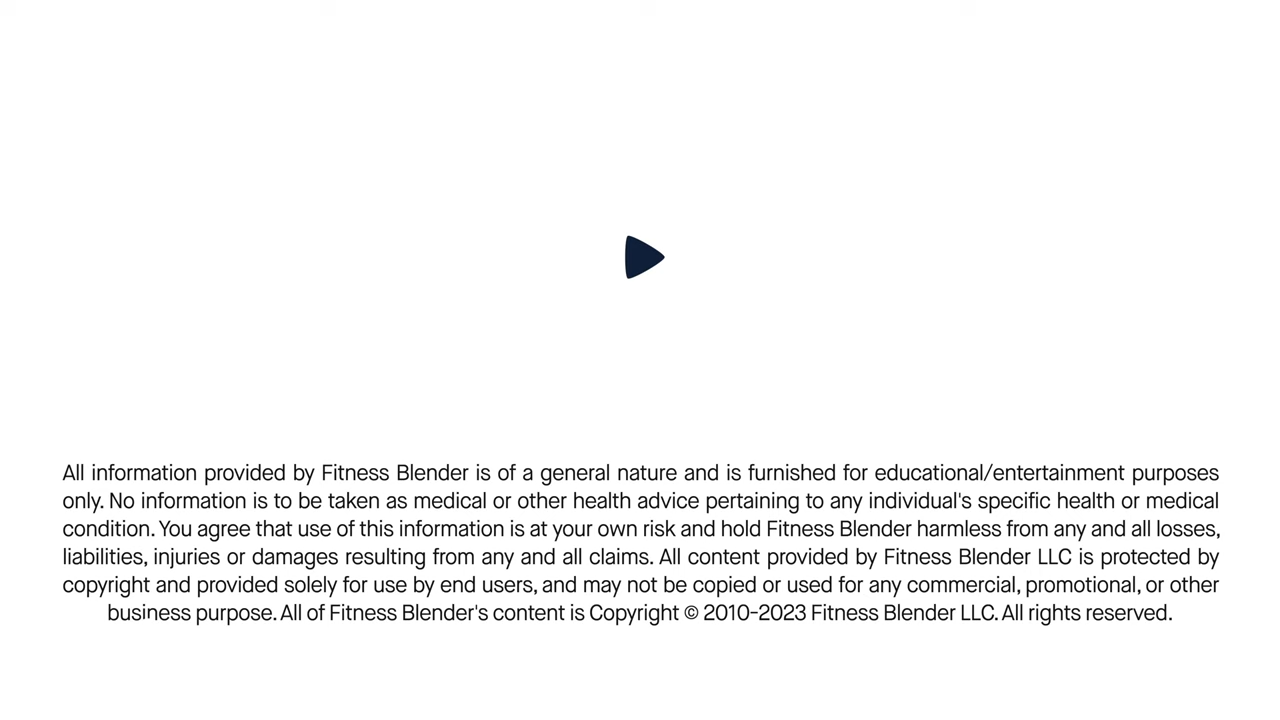 All information provided by Fitness Blender is of a general nature and is furnished for educational/entertainment purposes
only. No information is to be taken as medical or other health advice pertaining to any individual's specific health or medical
condition. You agree that use of this information is at your own risk and hold Fitness Blender harmless from any and all losses,
liabilities, injuries or damages resulting from any and all claims. All content provided by Fitness Blender LLC is protected by
copyright and provided solely for use by end users, and may not be copied or used for any commercial, promotional, or other
business purpose. All of Fitness Blender's content is Copyright © 2010-2023 Fitness Blender LLC. All rights reserved.